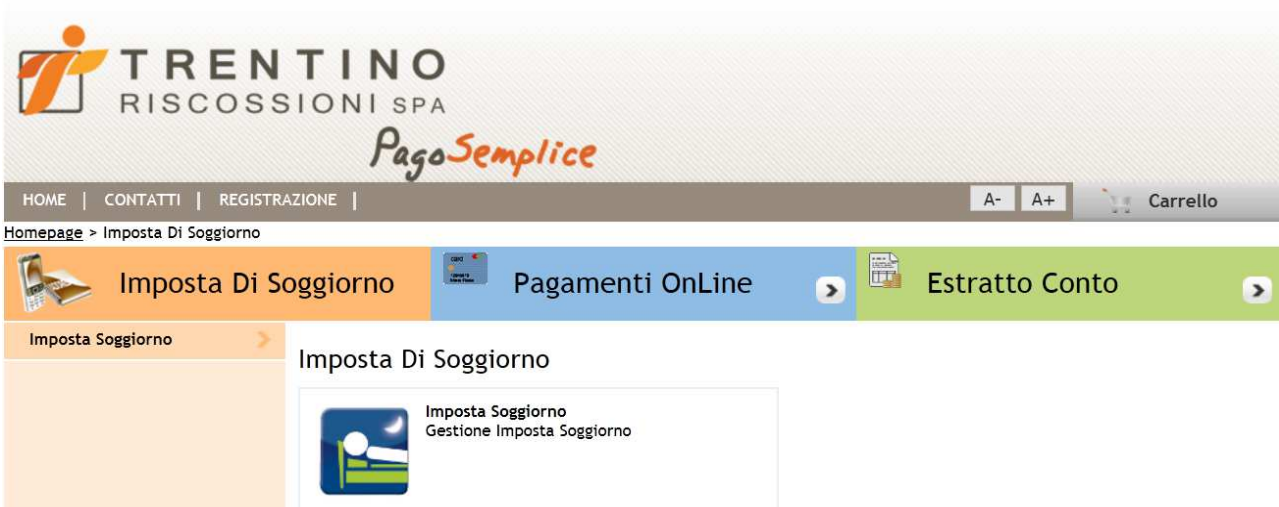 TRENTINO
RISCOSSIONI SPA
PagoSemplice
HOME | CONTATTI | REGISTRAZIONE | A- A+ Carrello
Homepage > Imposta Di Soggiorno
Imposta Di Soggiorno Pagamenti OnLine Estratto Conto
Imposta Soggiorno
Imposta Di Soggiorno
Imposta Soggiorno
Gestione Imposta Soggiorno